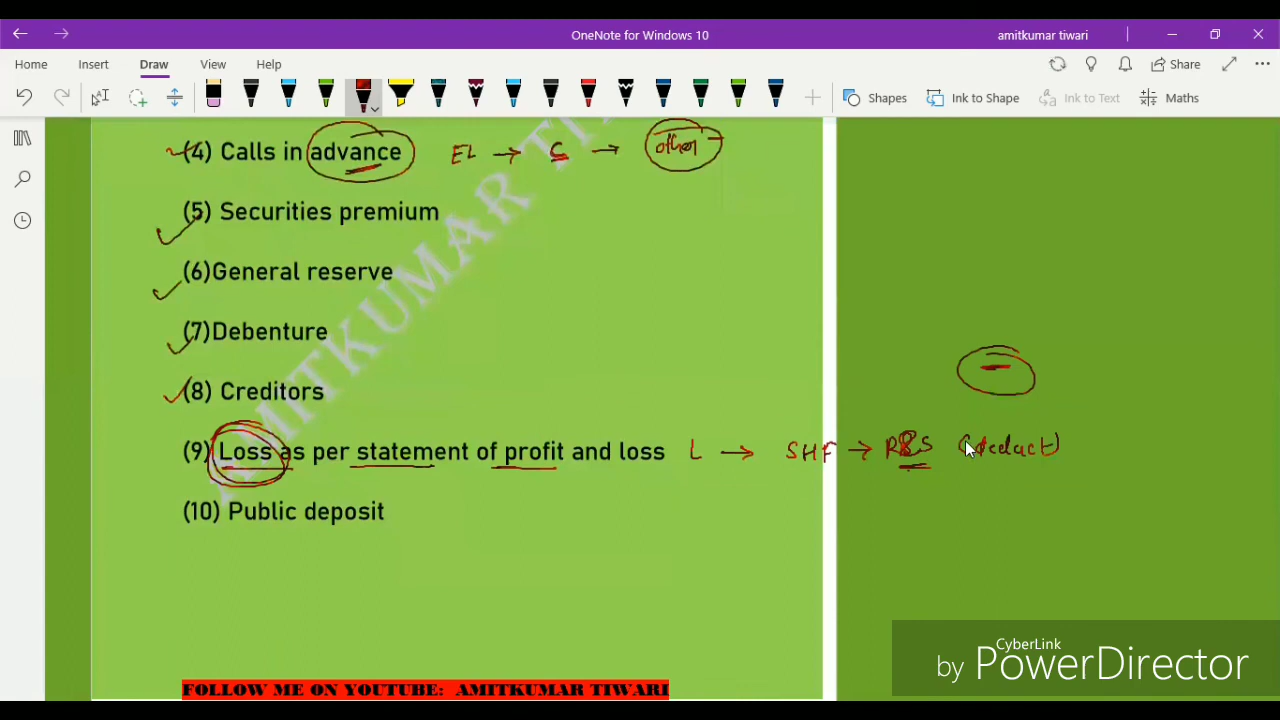 OneNote for Windows 10
amitkumar tiwari
Home Insert Draw View Help
Share
Shapes Ink to Shape Ink to Text Maths
(4) Calls in advance EL → C → other
(5) Securities premium
(6)General reserve
(7)Debenture
(8) Creditors
(9) Loss as per statement of profit and loss L → SHF → R&S (deduct)
(10) Public deposit
AMITKUMAR TIW
FOLLOW ME ON YOUTUBE: AMITKUMAR TIWARI
CyberLink
by PowerDirector